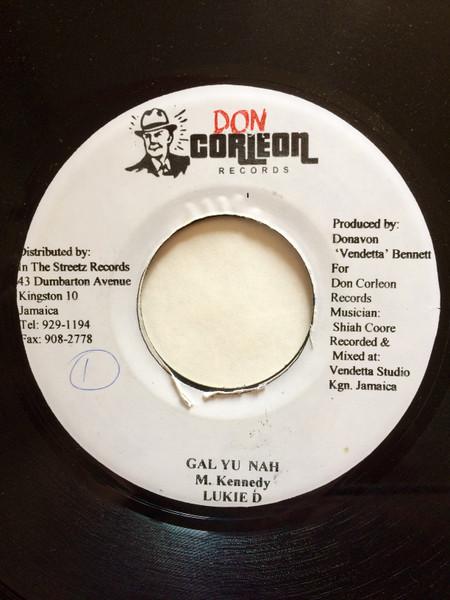 DON
CORLEON
RECORDS
Distributed by:
In The Streetz Records
43 Dumbarton Avenue
Kingston 10
Jamaica
Tel: 929-1194
Fax: 908-2778
1
Produced by:
Donavon
'Vendetta' Bennett
For
Don Corleon
Records
Musician:
Shiah Coore
Recorded &
Mixed at:
Vendetta Studio
Kgn. Jamaica
GAL YU NAH
M. Kennedy
LUKIE D